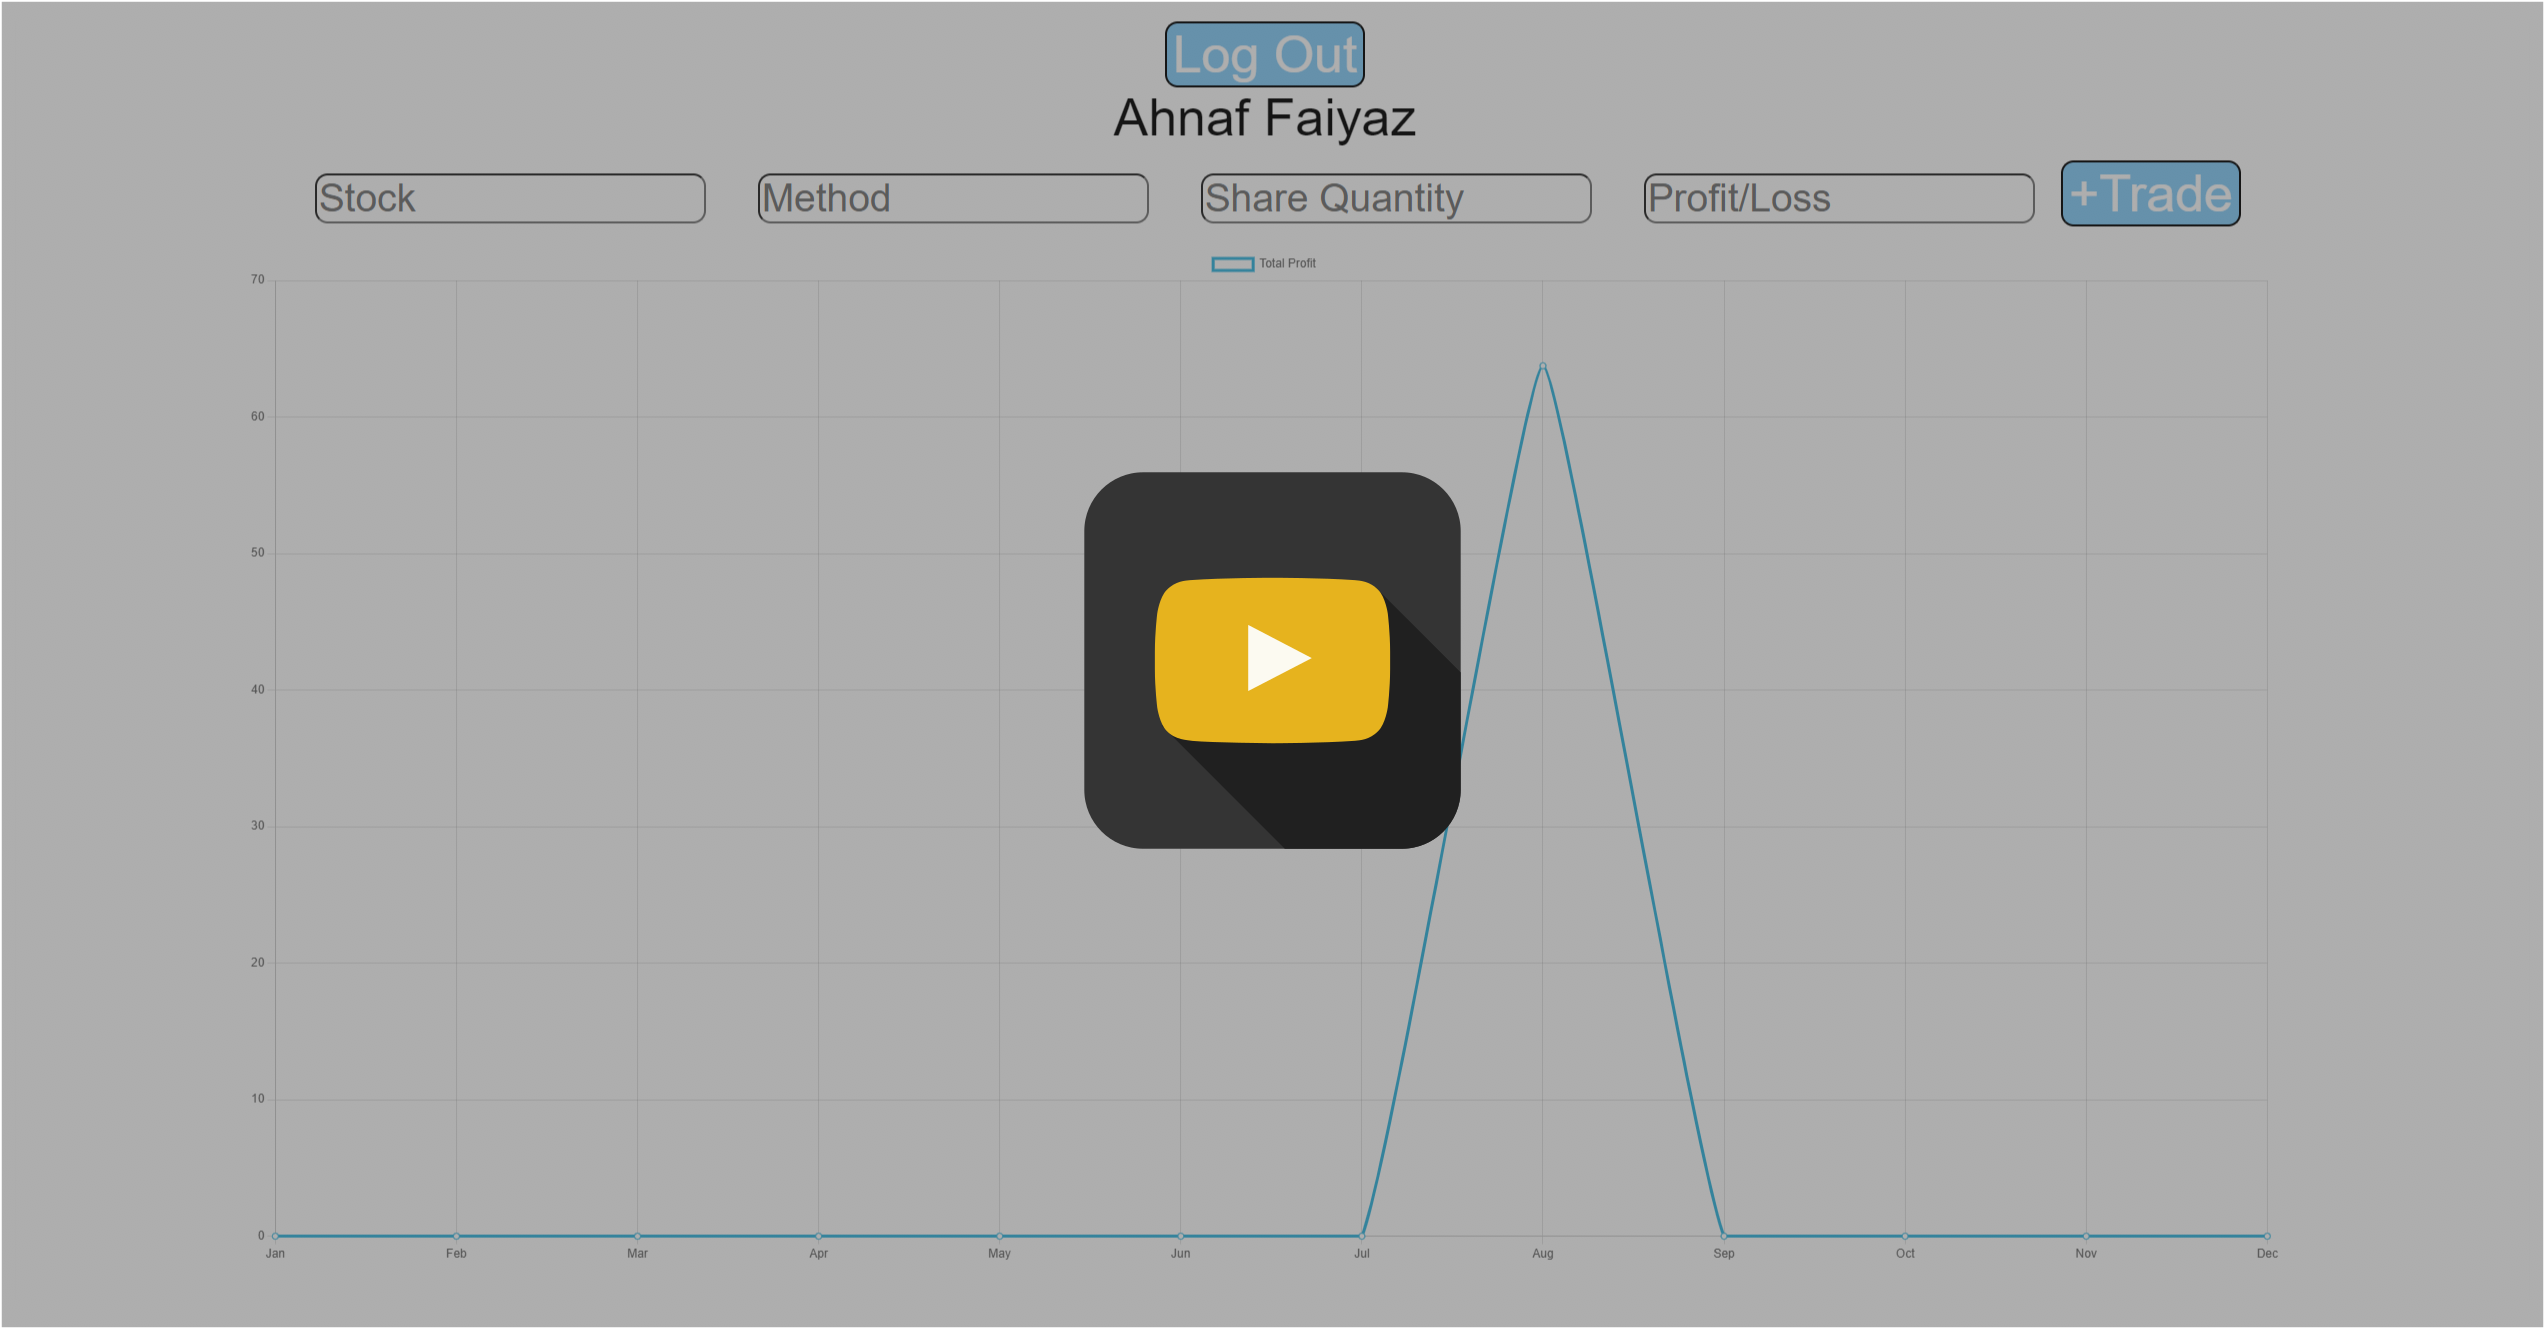 Log Out
Ahnaf Faiyaz
Stock Method Share Quantity Profit/Loss +Trade
Total Profit
70
60
50
40
30
20
10
0
Jan Feb Mar Apr May Jun Jul Aug Sep Oct Nov Dec